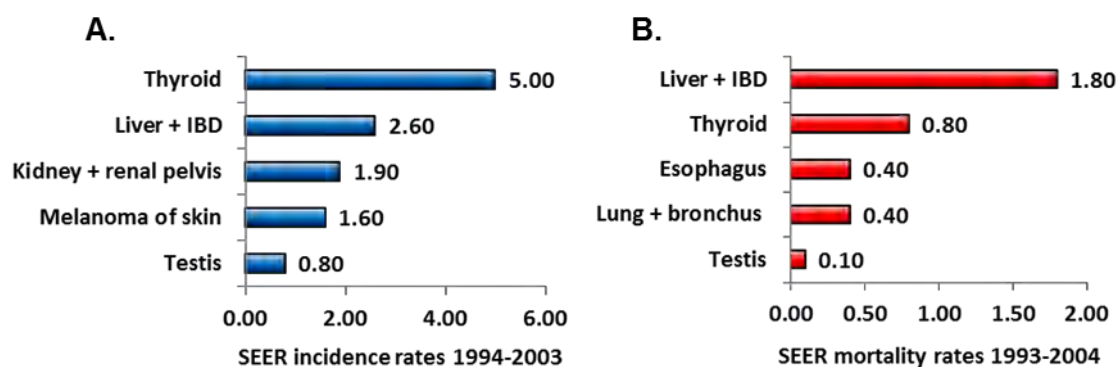 A.
Thyroid 5.00
Liver + IBD 2.60
Kidney + renal pelvis 1.90
Melanoma of skin 1.60
Testis 0.80
0.00 2.00 4.00 6.00
SEER incidence rates 1994-2003
B.
Liver + IBD 1.80
Thyroid 0.80
Esophagus 0.40
Lung + bronchus 0.40
Testis 0.10
0.00 0.50 1.00 1.50 2.00
SEER mortality rates 1993-2004